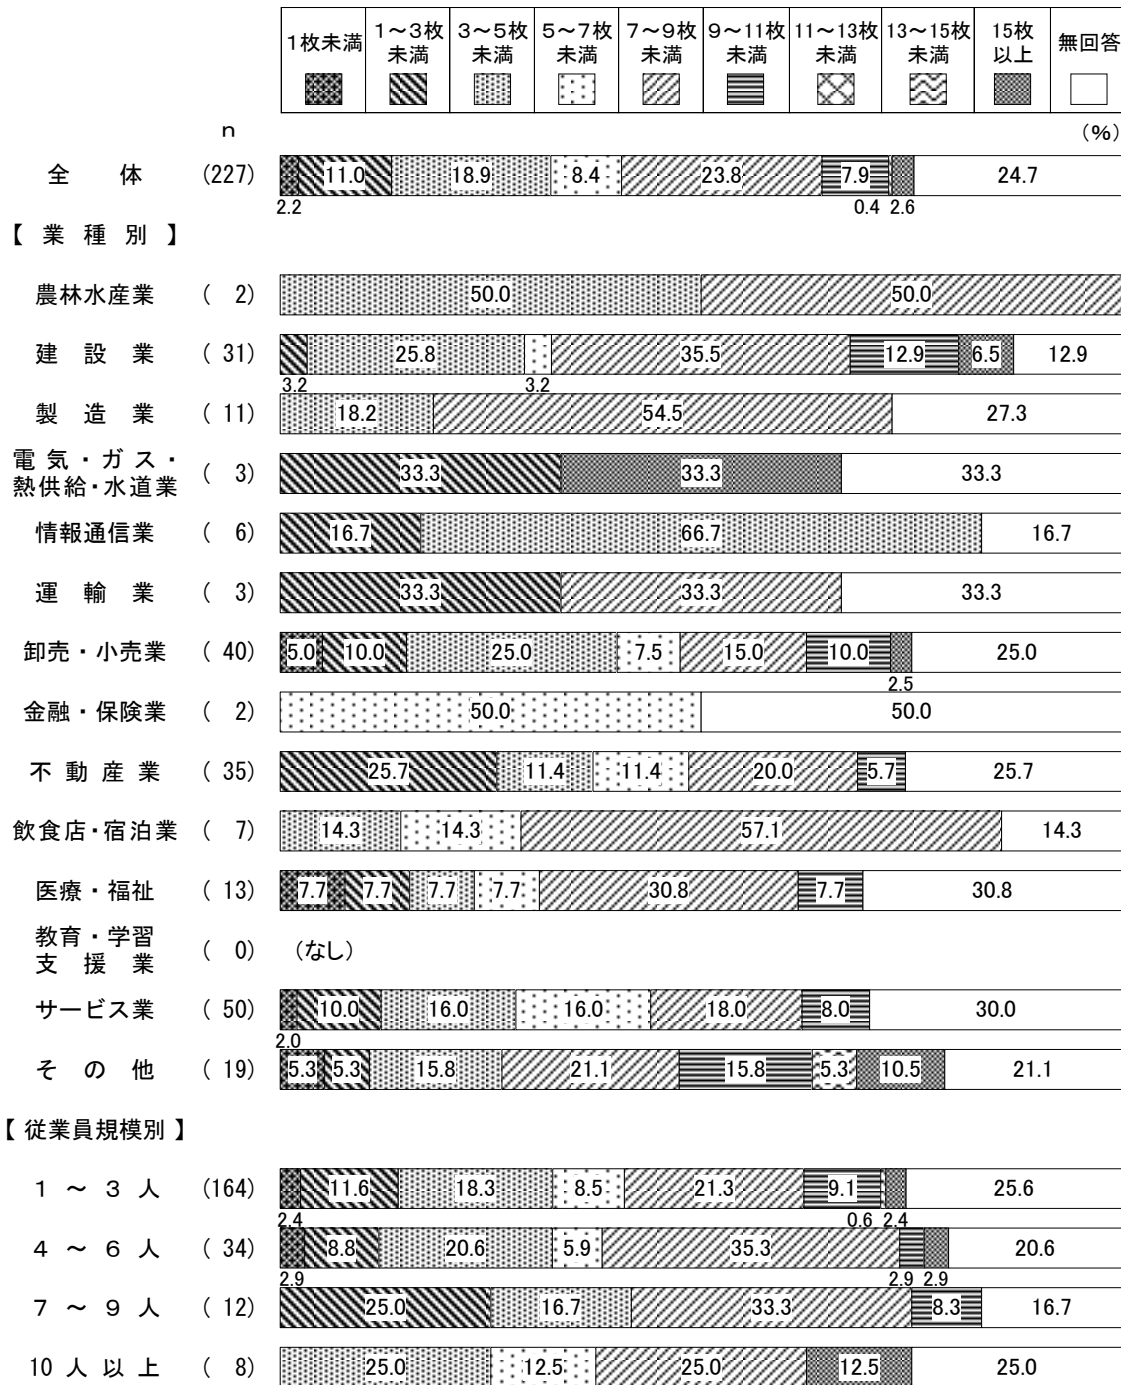 1枚未満 1～3枚未満 3～5枚未満 5～7枚未満 7～9枚未満 9～11枚未満 11～13枚未満 13～15枚未満 15枚以上 無回答
n (%)
全 体 (227) 2.2 11.0 18.9 8.4 23.8 7.9 0.4 2.6 24.7
【 業 種 別 】
農林水産業 ( 2) 50.0 50.0
建 設 業 ( 31) 3.2 25.8 3.2 35.5 12.9 6.5 12.9
製 造 業 ( 11) 18.2 54.5 27.3
電 気 ・ ガ ス ・
熱供給・水道業 ( 3) 33.3 33.3 33.3
情報通信業 ( 6) 16.7 66.7 16.7
運 輸 業 ( 3) 33.3 33.3 33.3
卸売・小売業 ( 40) 5.0 10.0 25.0 7.5 15.0 10.0 2.5 25.0
金融・保険業 ( 2) 50.0 50.0
不 動 産 業 ( 35) 25.7 11.4 11.4 20.0 5.7 25.7
飲食店・宿泊業 ( 7) 14.3 14.3 57.1 14.3
医療・福祉 ( 13) 7.7 7.7 7.7 7.7 30.8 7.7 30.8
教育・学習
支 援 業 ( 0) (なし)
サービス業 ( 50) 2.0 10.0 16.0 16.0 18.0 8.0 30.0
そ の 他 ( 19) 5.3 5.3 15.8 21.1 15.8 5.3 10.5 21.1
【 従業員規模別 】
1 ～ 3 人 (164) 2.4 11.6 18.3 8.5 21.3 9.1 0.6 2.4 25.6
4 ～ 6 人 ( 34) 2.9 8.8 20.6 5.9 35.3 2.9 2.9 20.6
7 ～ 9 人 ( 12) 25.0 16.7 33.3 8.3 16.7
10 人 以 上 ( 8) 25.0 12.5 25.0 12.5 25.0